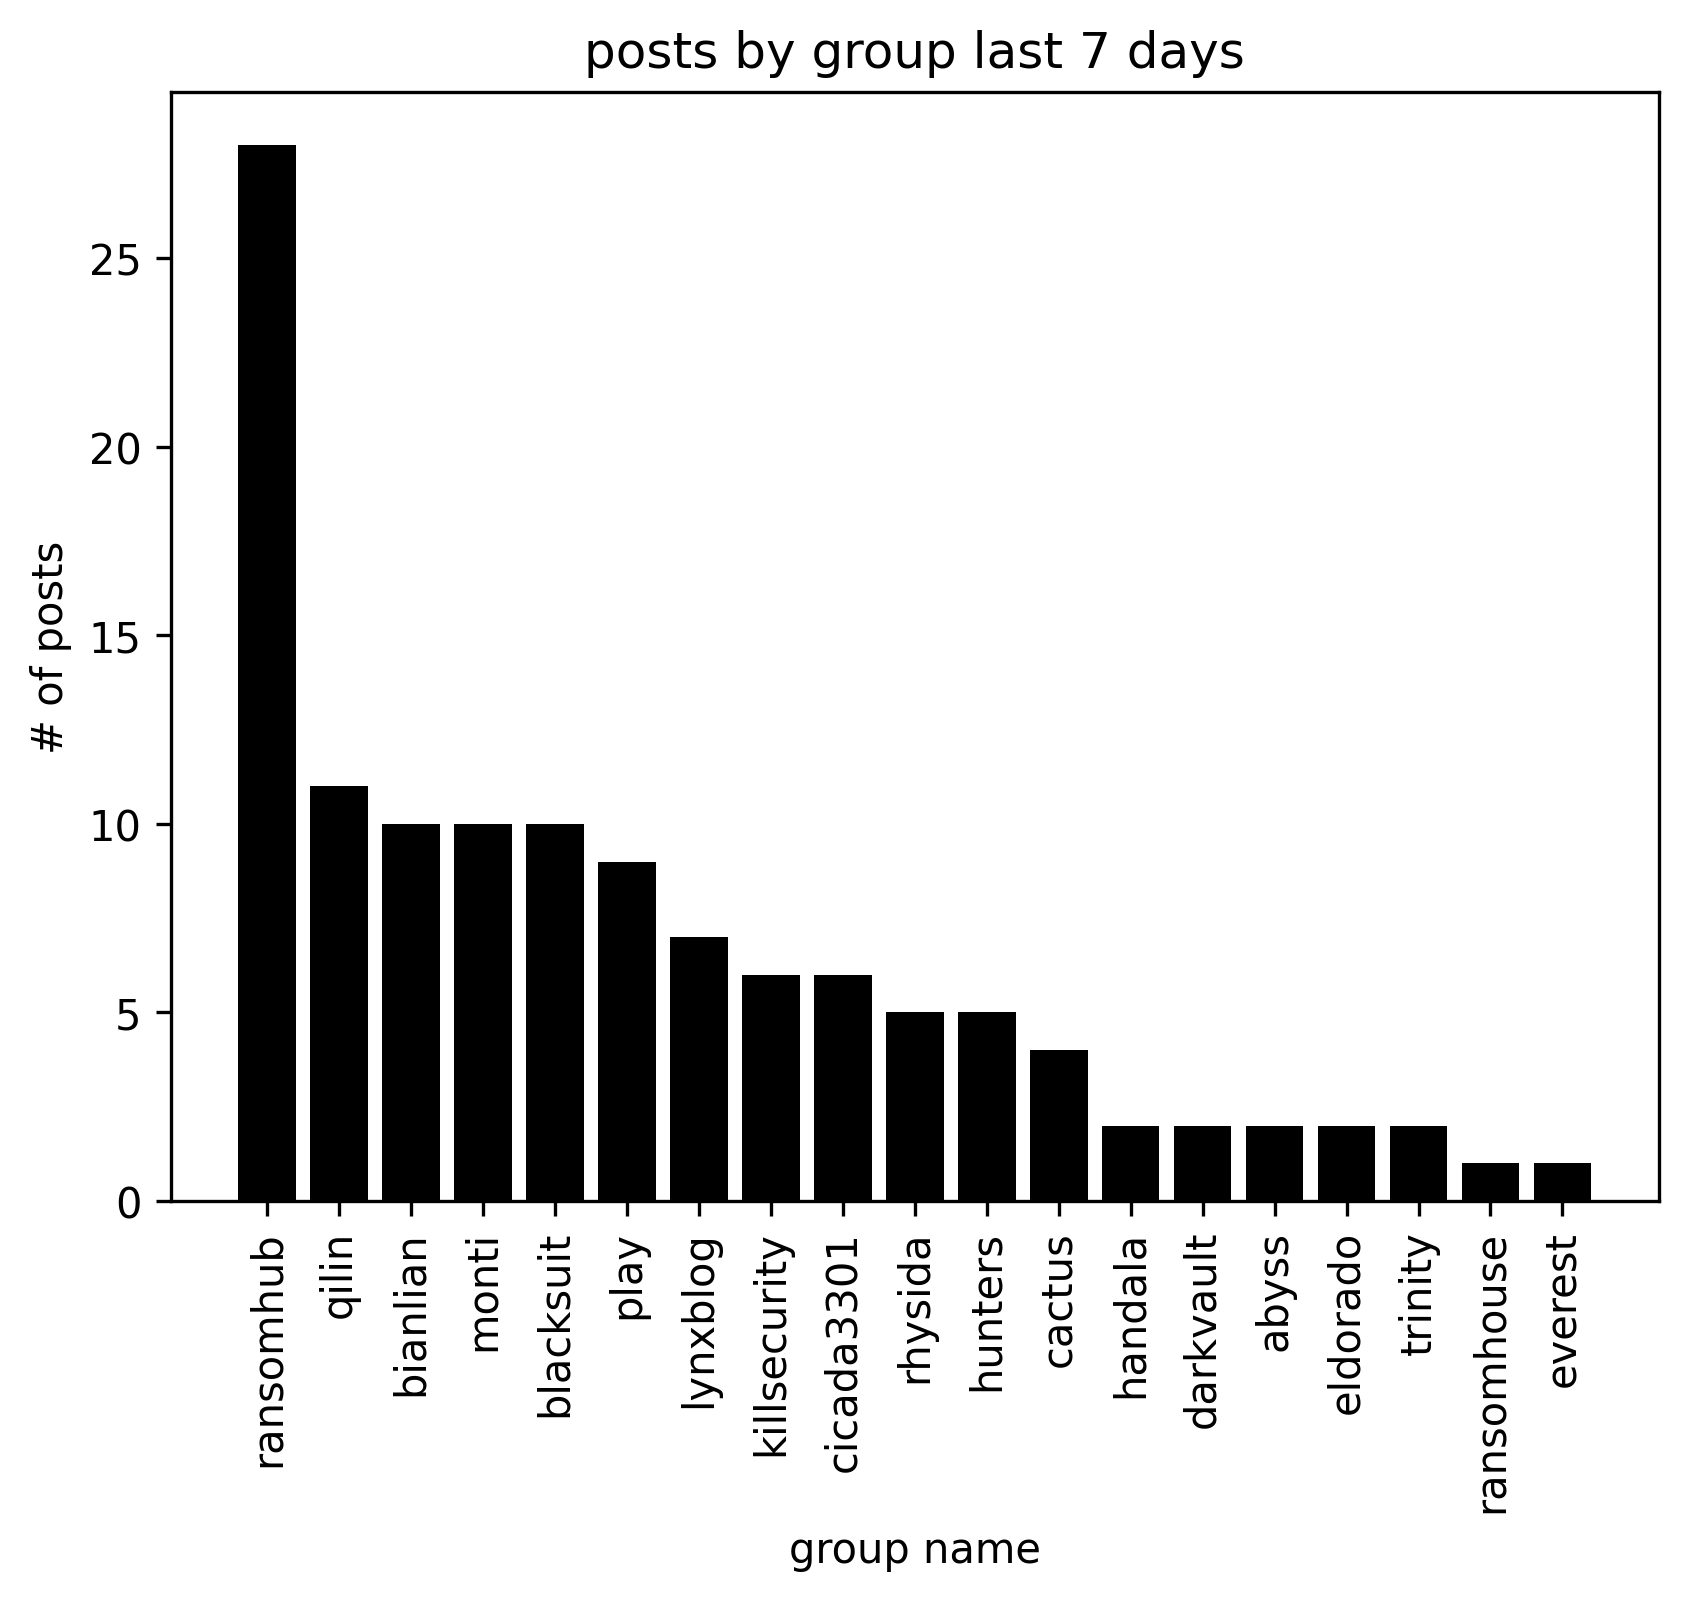 posts by group last 7 days
# of posts
25
20
15
10
5
0
ransomhub
qilin
bianlian
monti
blacksuit
play
lynxblog
killsecurity
cicada3301
rhysida
hunters
cactus
handala
darkvault
abyss
eldorado
trinity
ransomhouse
everest
group name